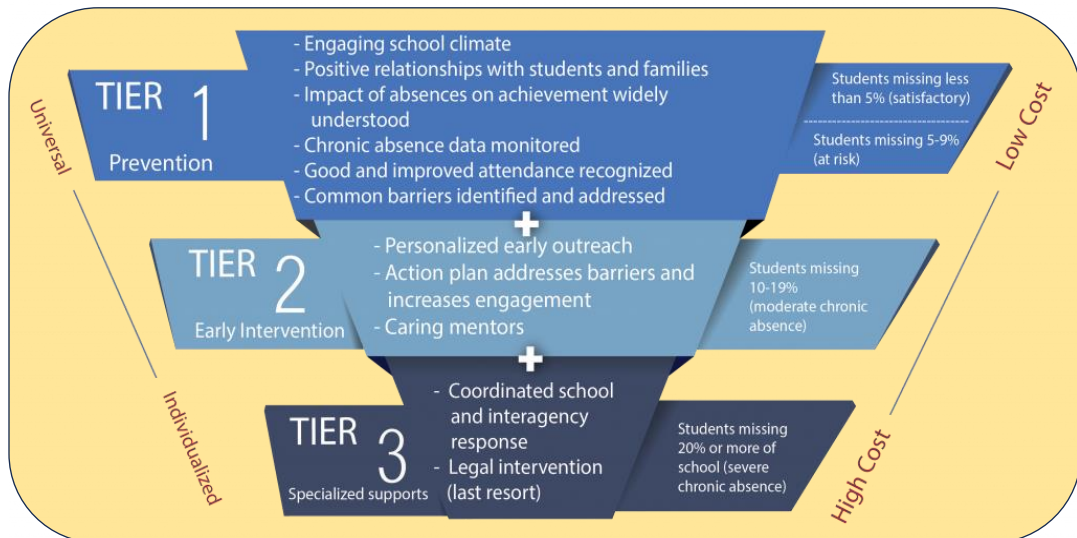 TIER 1
Prevention
- Engaging school climate
- Positive relationships with students and families
- Impact of absences on achievement widely
understood
- Chronic absence data monitored
- Good and improved attendance recognized
- Common barriers identified and addressed
Students missing less
than 5% (satisfactory)
Students missing 5-9%
(at risk)
+
TIER 2
Early Intervention
- Personalized early outreach
- Action plan addresses barriers and
increases engagement
- Caring mentors
Students missing
10-19%
(moderate chronic
absence)
+
TIER 3
Specialized supports
- Coordinated school
and interagency
response
- Legal intervention
(last resort)
Students missing
20% or more of
school (severe
chronic absence)
Universal
Individualized
Low Cost
High Cost